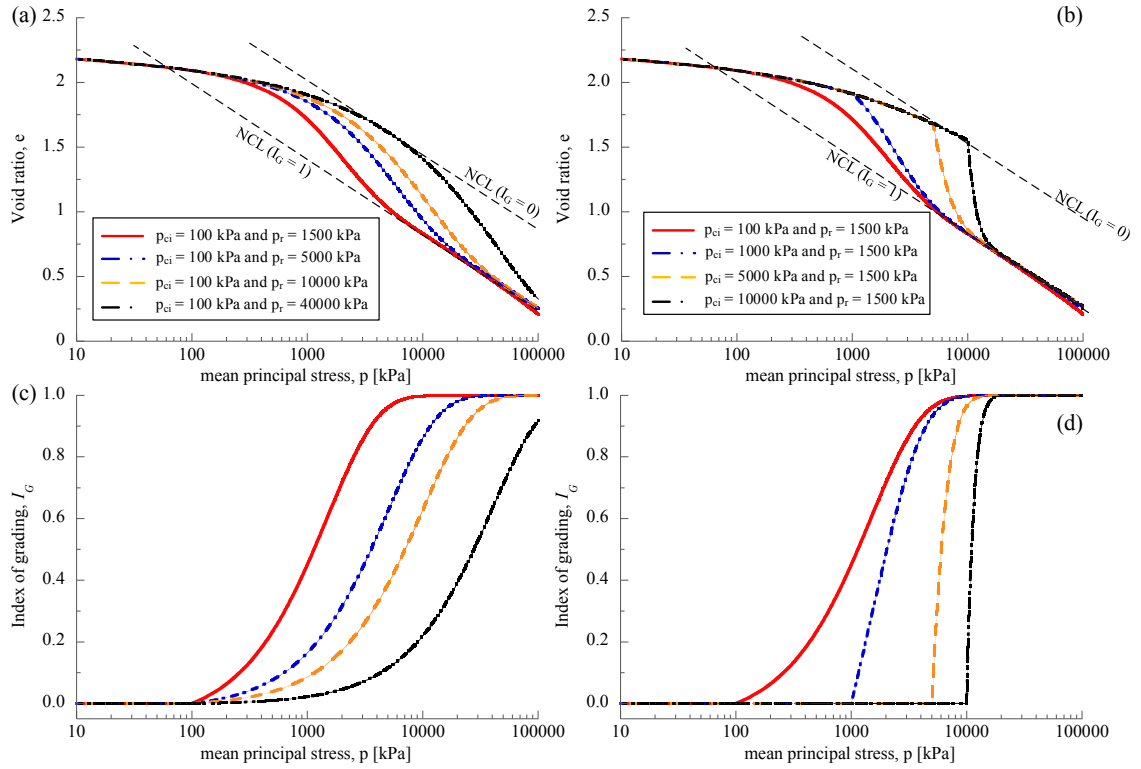 (a)
2.5
2.0
1.5
1.0
0.5
0
Void ratio, e
NCL (I_G = 1)
NCL (I_G = 0)
p_ci = 100 kPa and p_r = 1500 kPa
p_ci = 100 kPa and p_r = 5000 kPa
p_ci = 100 kPa and p_r = 10000 kPa
p_ci = 100 kPa and p_r = 40000 kPa
10 100 1000 10000 100000
mean principal stress, p [kPa]
(b)
2.5
2.0
1.5
1.0
0.5
0
Void ratio, e
NCL (I_G = 1)
NCL (I_G = 0)
p_ci = 100 kPa and p_r = 1500 kPa
p_ci = 1000 kPa and p_r = 1500 kPa
p_ci = 5000 kPa and p_r = 1500 kPa
p_ci = 10000 kPa and p_r = 1500 kPa
10 100 1000 10000 100000
mean principal stress, p [kPa]
(c)
1.0
0.8
0.6
0.4
0.2
0.0
Index of grading, I_G
10 100 1000 10000 100000
mean principal stress, p [kPa]
(d)
1.0
0.8
0.6
0.4
0.2
0.0
Index of grading, I_G
10 100 1000 10000 100000
mean principal stress, p [kPa]